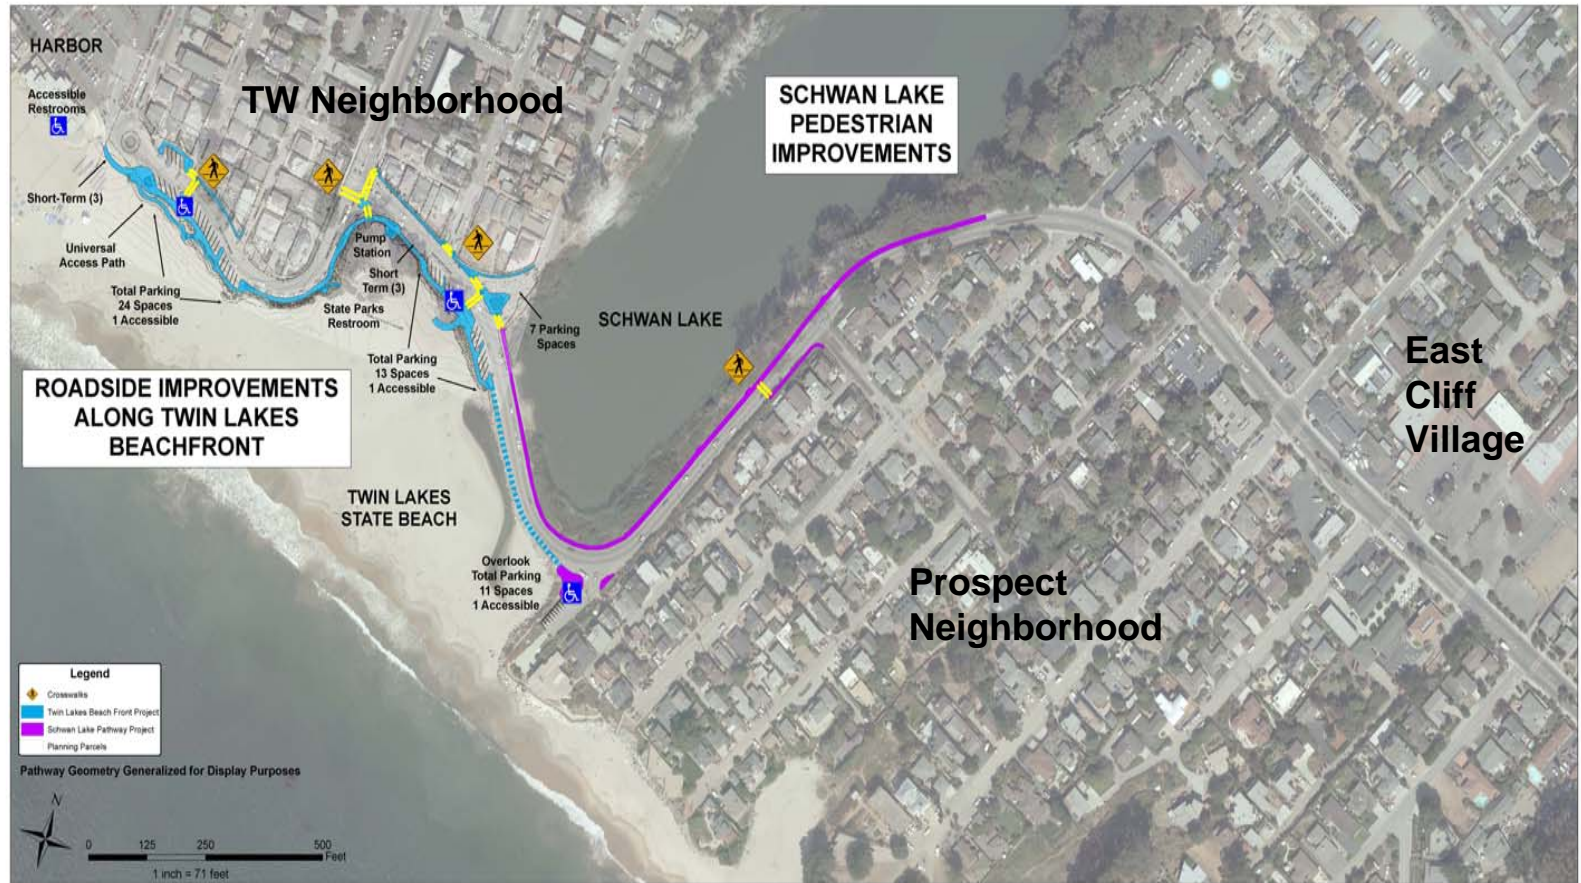 HARBOR
Accessible
Restrooms
TW Neighborhood
SCHWAN LAKE
PEDESTRIAN
IMPROVEMENTS
Short-Term (3)
Universal
Access Path
Total Parking
24 Spaces
1 Accessible
Pump
Station
Short
Term (3)
State Parks
Restroom
Total Parking
13 Spaces
1 Accessible
7 Parking
Spaces
SCHWAN LAKE
ROADSIDE IMPROVEMENTS
ALONG TWIN LAKES
BEACHFRONT
TWIN LAKES
STATE BEACH
Overlook
Total Parking
11 Spaces
1 Accessible
East
Cliff
Village
Prospect
Neighborhood
Legend
Crosswalks
Twin Lakes Beach Front Project
Schwan Lake Pathway Project
Planning Parcels
Pathway Geometry Generalized for Display Purposes
N
0 125 250 500
Feet
1 inch = 71 feet